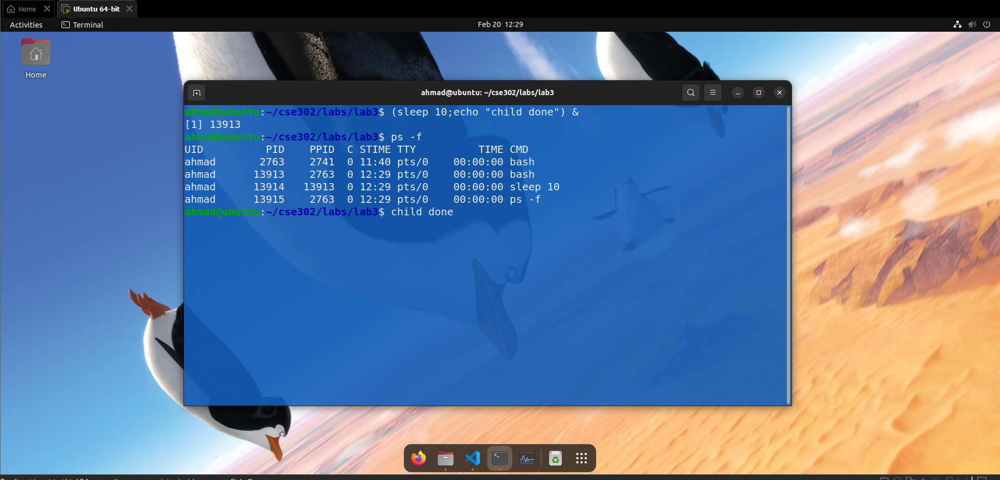 Home
Ubuntu 64-bit
Activities
Terminal
Feb 20 12:29
Home
ahmad@ubuntu: ~/cse302/labs/lab3
ahmad@ubuntu:~/cse302/labs/lab3$ (sleep 10;echo "child done") &
[1] 13913
ahmad@ubuntu:~/cse302/labs/lab3$ ps -f
UID          PID    PPID  C STIME TTY          TIME CMD
ahmad       2763    2741  0 11:40 pts/0    00:00:00 bash
ahmad      13913    2763  0 12:29 pts/0    00:00:00 bash
ahmad      13914   13913  0 12:29 pts/0    00:00:00 sleep 10
ahmad      13915    2763  0 12:29 pts/0    00:00:00 ps -f
ahmad@ubuntu:~/cse302/labs/lab3$ child done